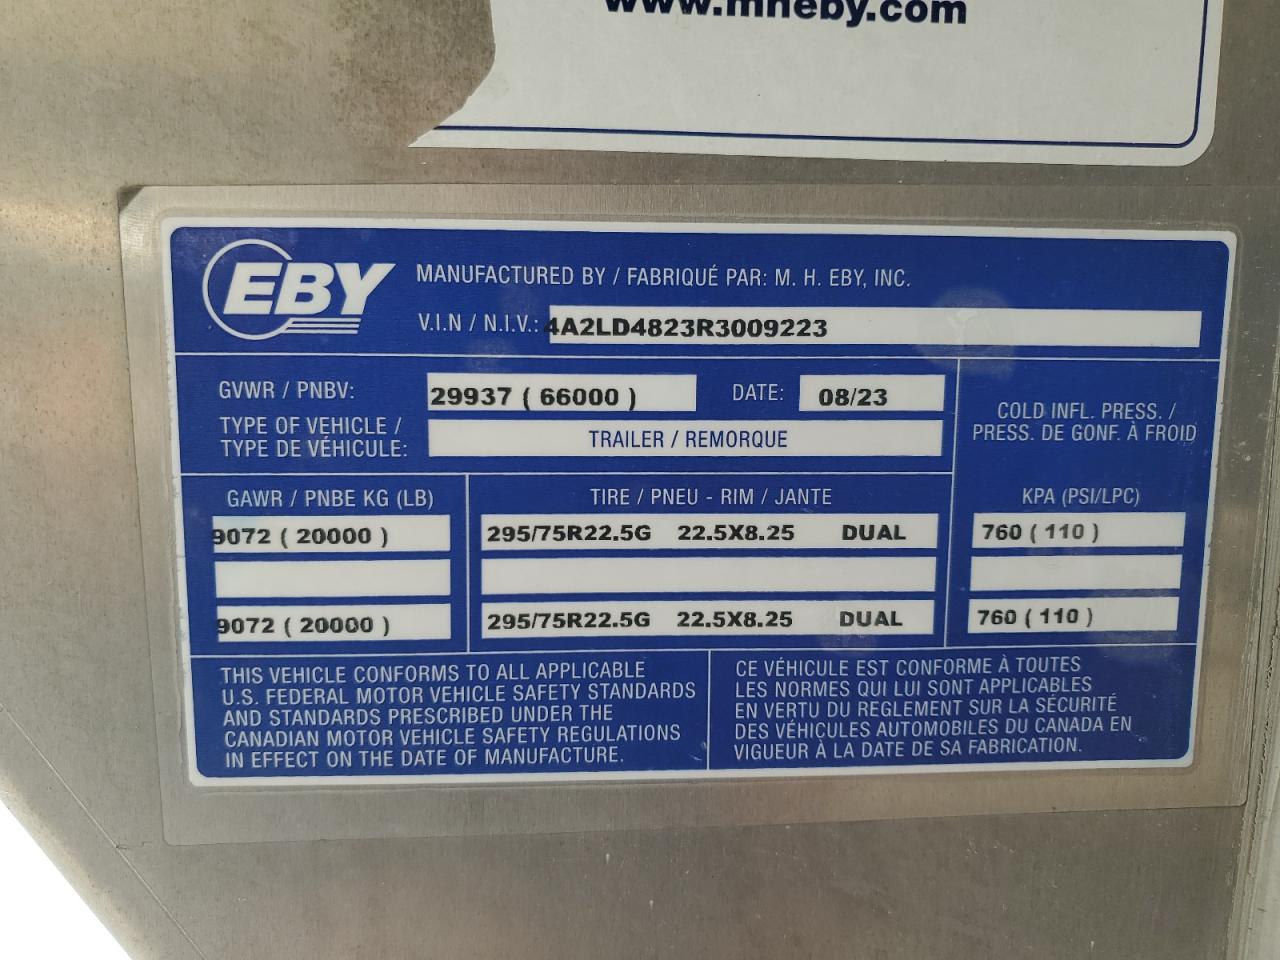 www.mheby.com
EBY
MANUFACTURED BY / FABRIQUÉ PAR: M. H. EBY, INC.
V.I.N / N.I.V.: 4A2LD4823R3009223
GVWR / PNBV: 29937 ( 66000 ) DATE: 08/23
TYPE OF VEHICLE /
TYPE DE VÉHICULE: TRAILER / REMORQUE
COLD INFL. PRESS. /
PRESS. DE GONF. À FROID
GAWR / PNBE KG (LB) TIRE / PNEU - RIM / JANTE KPA (PSI/LPC)
9072 ( 20000 ) 295/75R22.5G 22.5X8.25 DUAL 760 ( 110 )
9072 ( 20000 ) 295/75R22.5G 22.5X8.25 DUAL 760 ( 110 )
THIS VEHICLE CONFORMS TO ALL APPLICABLE
U.S. FEDERAL MOTOR VEHICLE SAFETY STANDARDS
AND STANDARDS PRESCRIBED UNDER THE
CANADIAN MOTOR VEHICLE SAFETY REGULATIONS
IN EFFECT ON THE DATE OF MANUFACTURE.
CE VÉHICULE EST CONFORME À TOUTES
LES NORMES QUI LUI SONT APPLICABLES
EN VERTU DU REGLEMENT SUR LA SÉCURITÉ
DES VÉHICULES AUTOMOBILES DU CANADA EN
VIGUEUR À LA DATE DE SA FABRICATION.